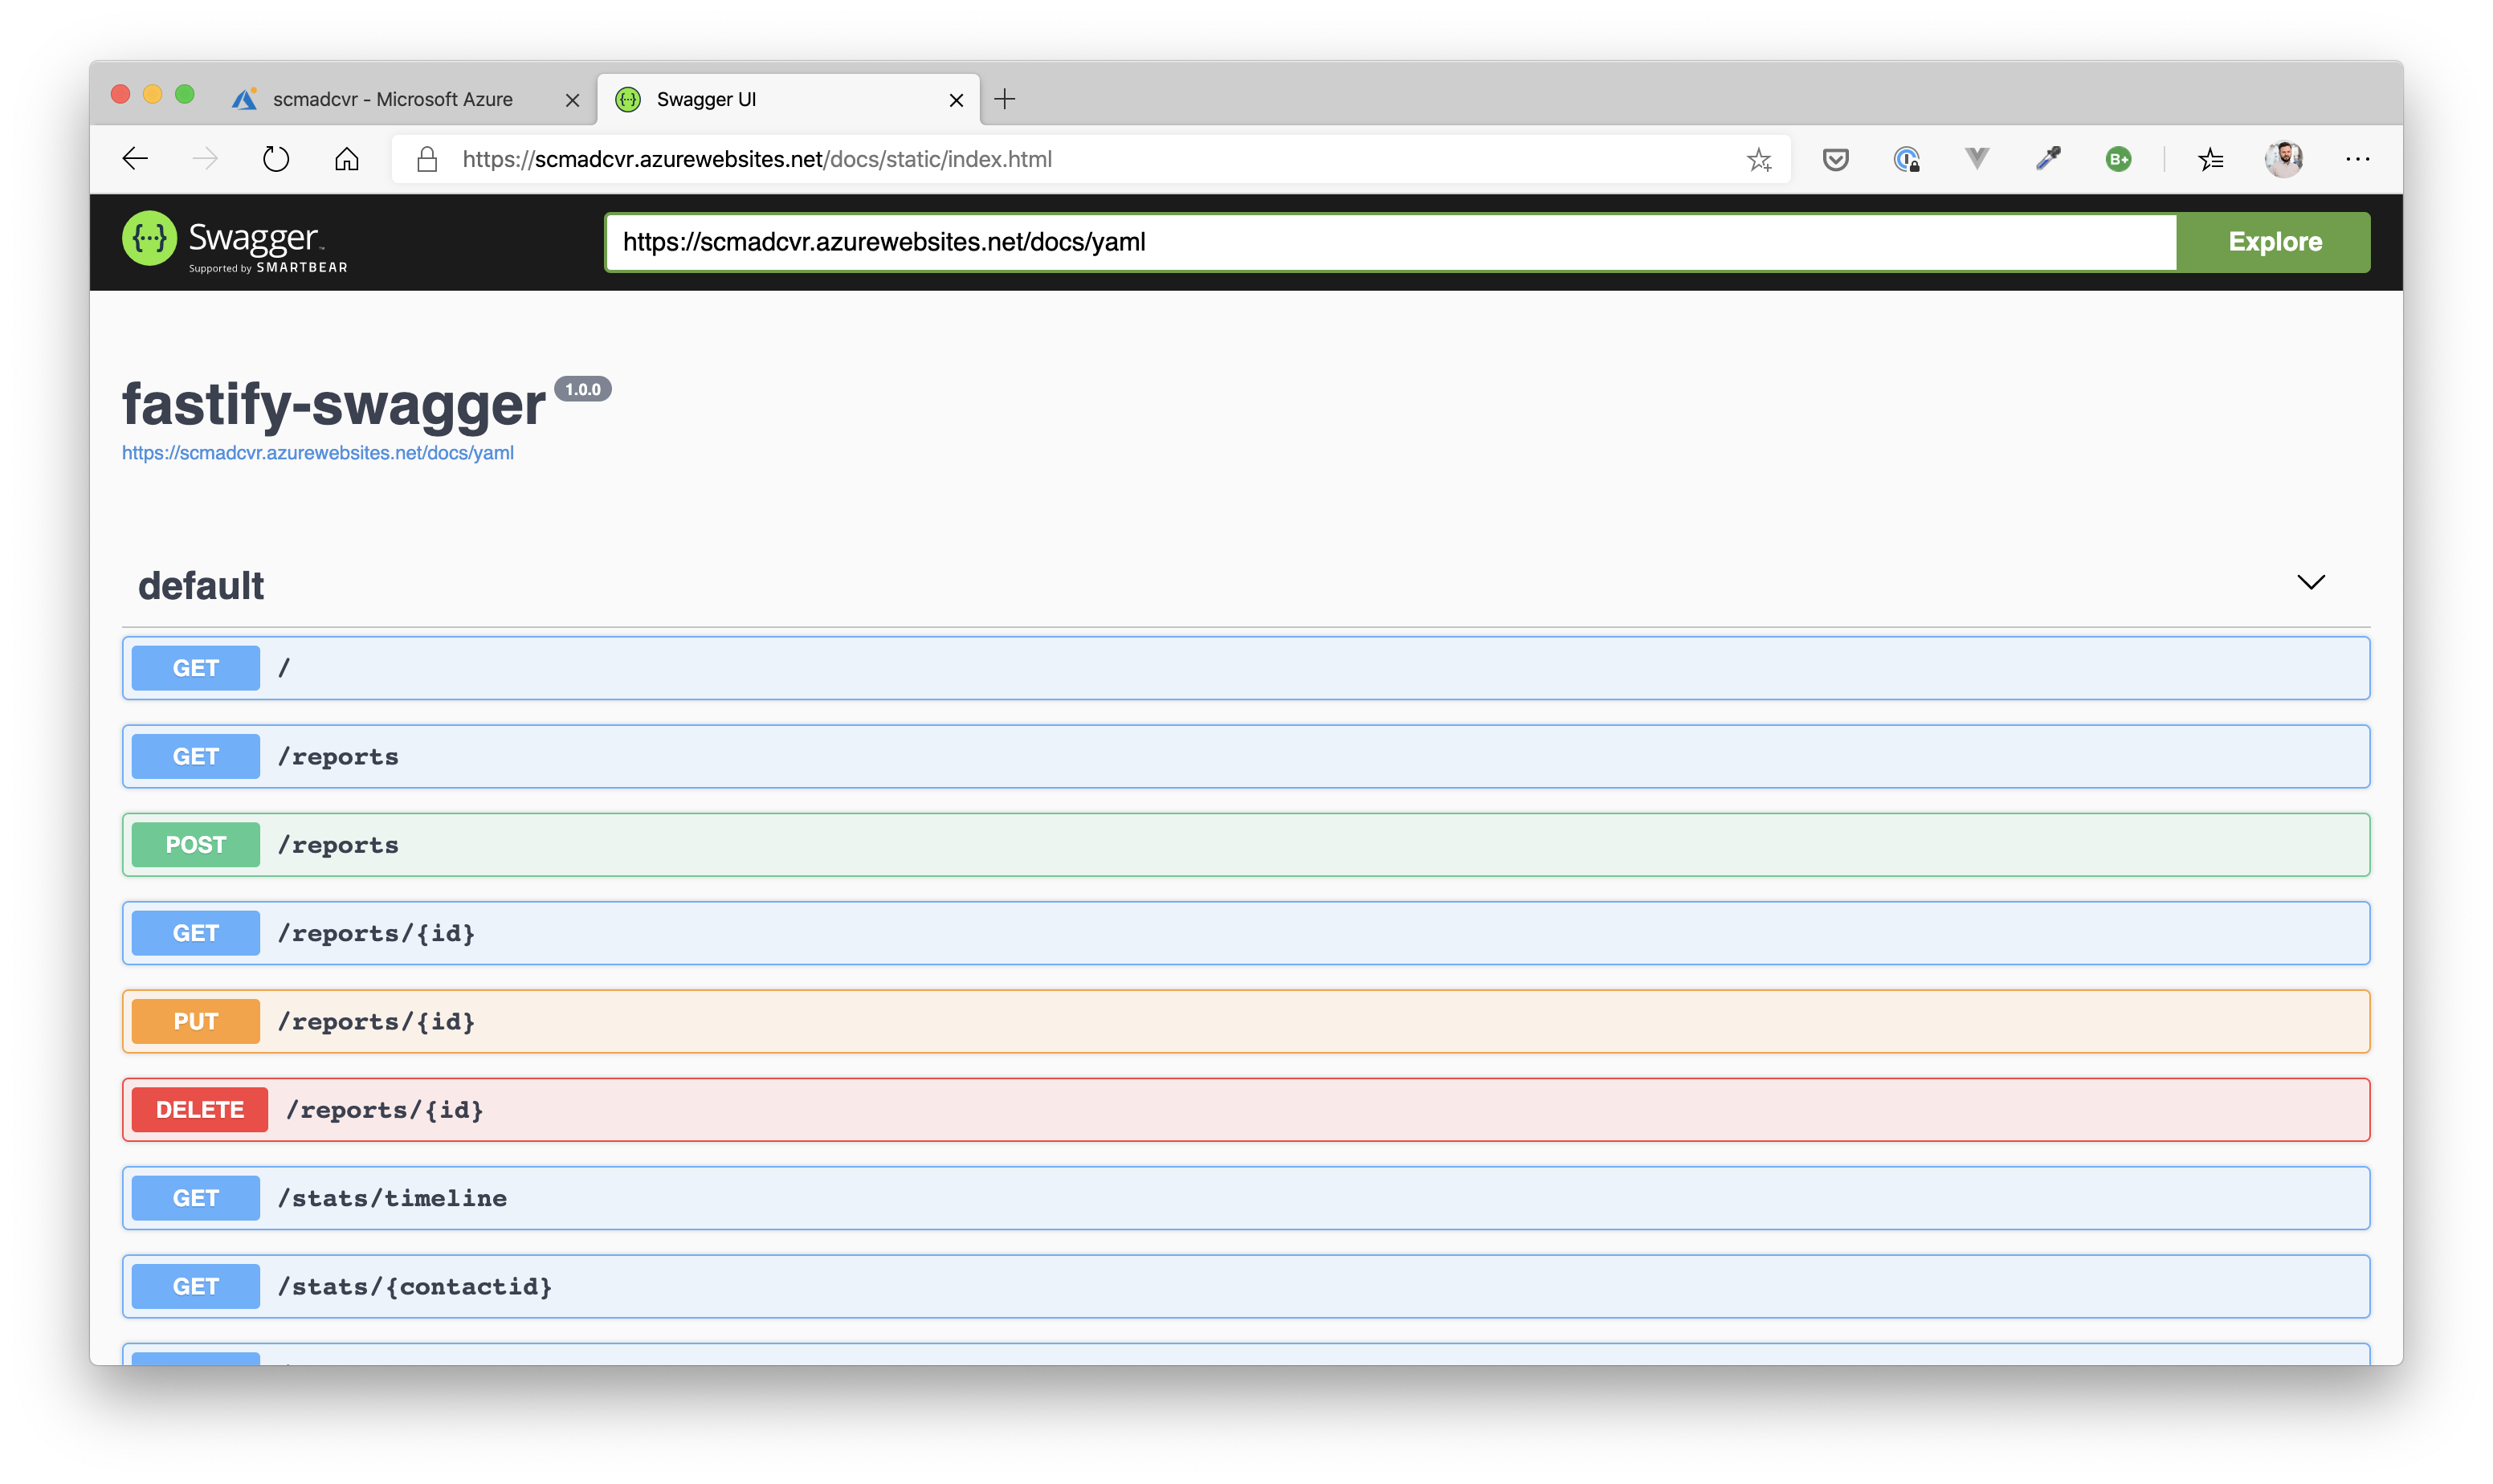 scmadcvr - Microsoft Azure
Swagger UI
https://scmadcvr.azurewebsites.net/docs/static/index.html
B+
{···} Swagger™
Supported by SMARTBEAR
https://scmadcvr.azurewebsites.net/docs/yaml
Explore
fastify-swagger 1.0.0
https://scmadcvr.azurewebsites.net/docs/yaml
default
GET /
GET /reports
POST /reports
GET /reports/{id}
PUT /reports/{id}
DELETE /reports/{id}
GET /stats/timeline
GET /stats/{contactid}